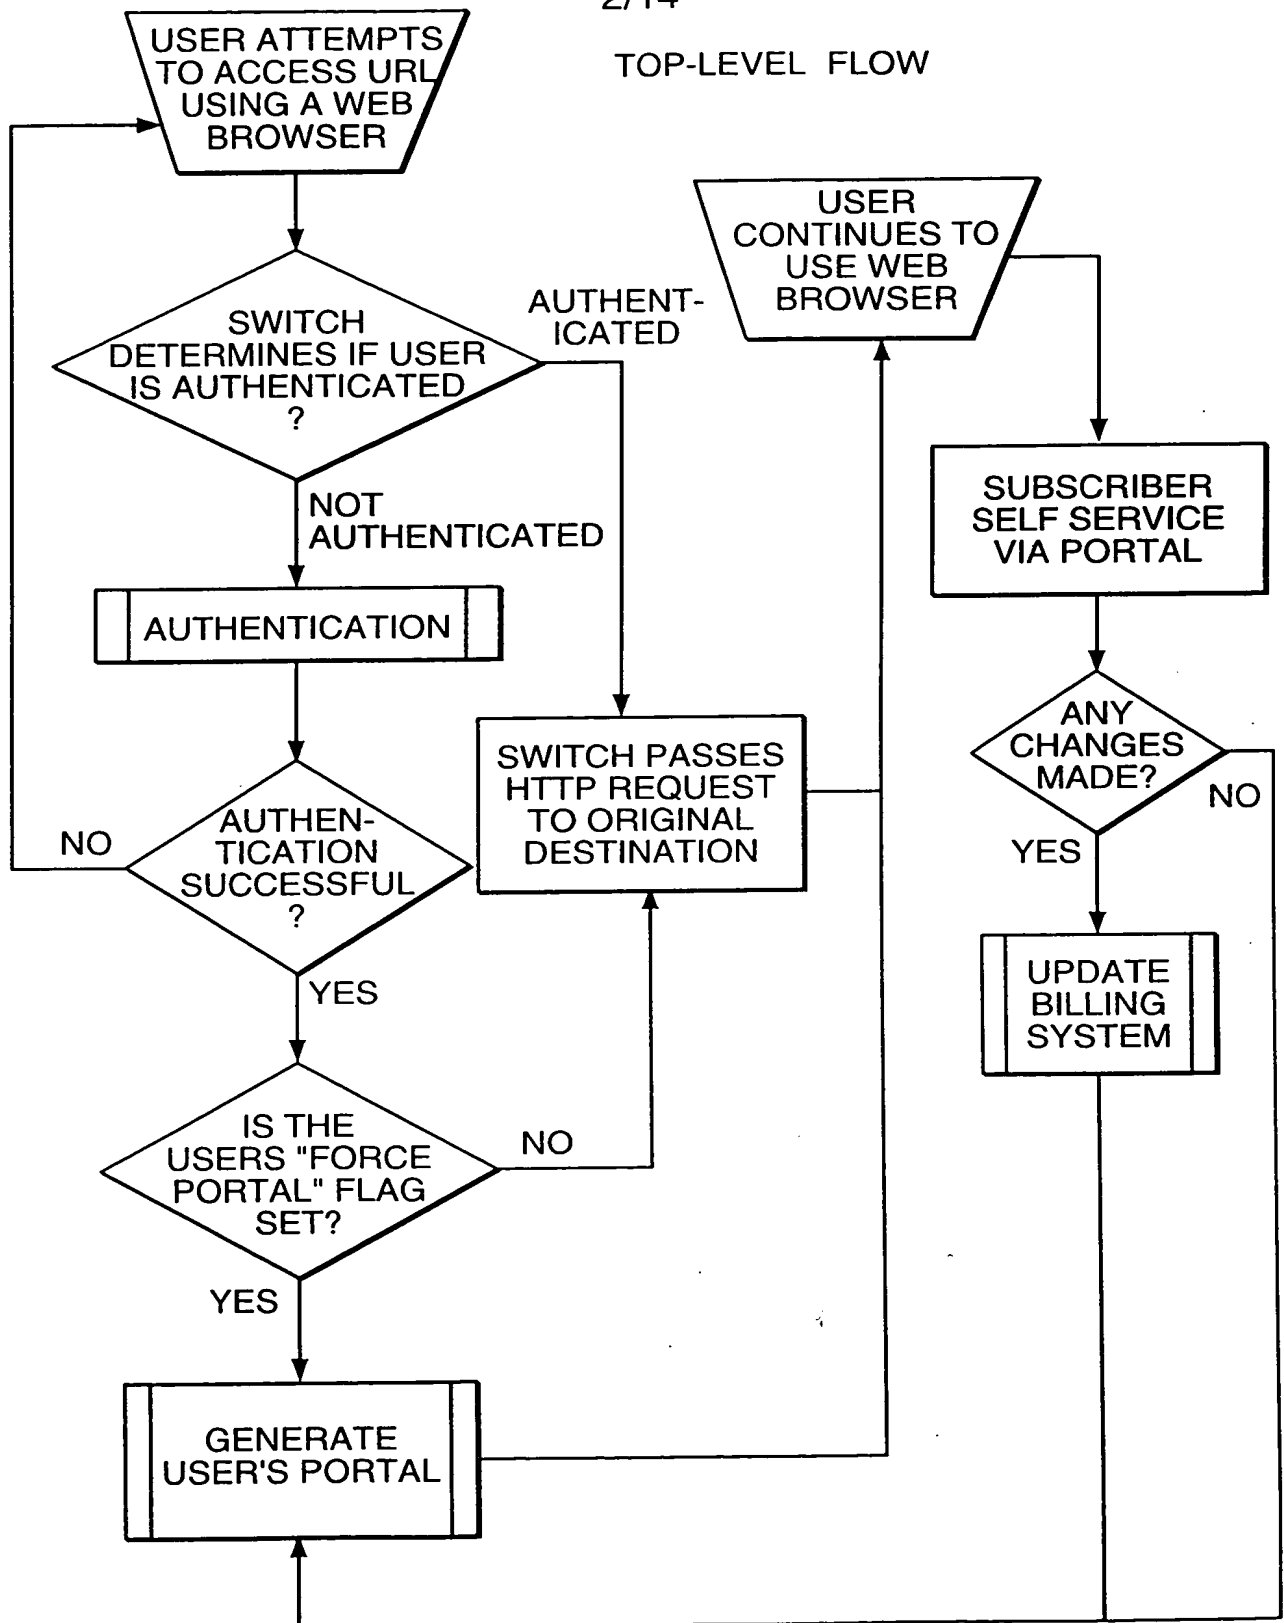 2/14
TOP-LEVEL FLOW
USER ATTEMPTS
TO ACCESS URL
USING A WEB
BROWSER
SWITCH
DETERMINES IF USER
IS AUTHENTICATED
?
AUTHENT-
ICATED
NOT
AUTHENTICATED
AUTHENTICATION
AUTHEN-
TICATION
SUCCESSFUL
?
NO
YES
IS THE
USERS "FORCE
PORTAL" FLAG
SET?
NO
YES
GENERATE
USER'S PORTAL
SWITCH PASSES
HTTP REQUEST
TO ORIGINAL
DESTINATION
USER
CONTINUES TO
USE WEB
BROWSER
SUBSCRIBER
SELF SERVICE
VIA PORTAL
ANY
CHANGES
MADE?
NO
YES
UPDATE
BILLING
SYSTEM